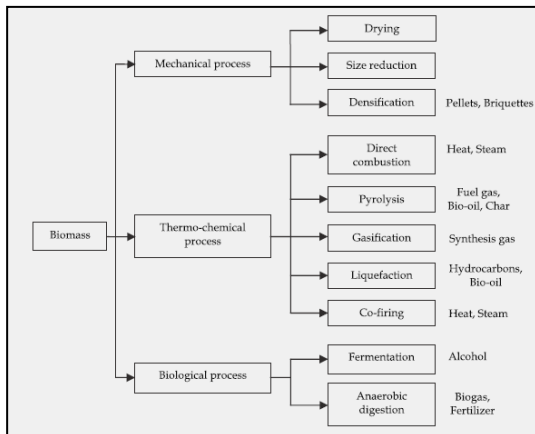 Drying
Mechanical process
Size reduction
Densification
Pellets, Briquettes
Direct
combustion
Heat, Steam
Pyrolysis
Fuel gas,
Bio-oil, Char
Biomass
Thermo-chemical
process
Gasification
Synthesis gas
Liquefaction
Hydrocarbons,
Bio-oil
Co-firing
Heat, Steam
Biological process
Fermentation
Alcohol
Anaerobic
digestion
Biogas,
Fertilizer